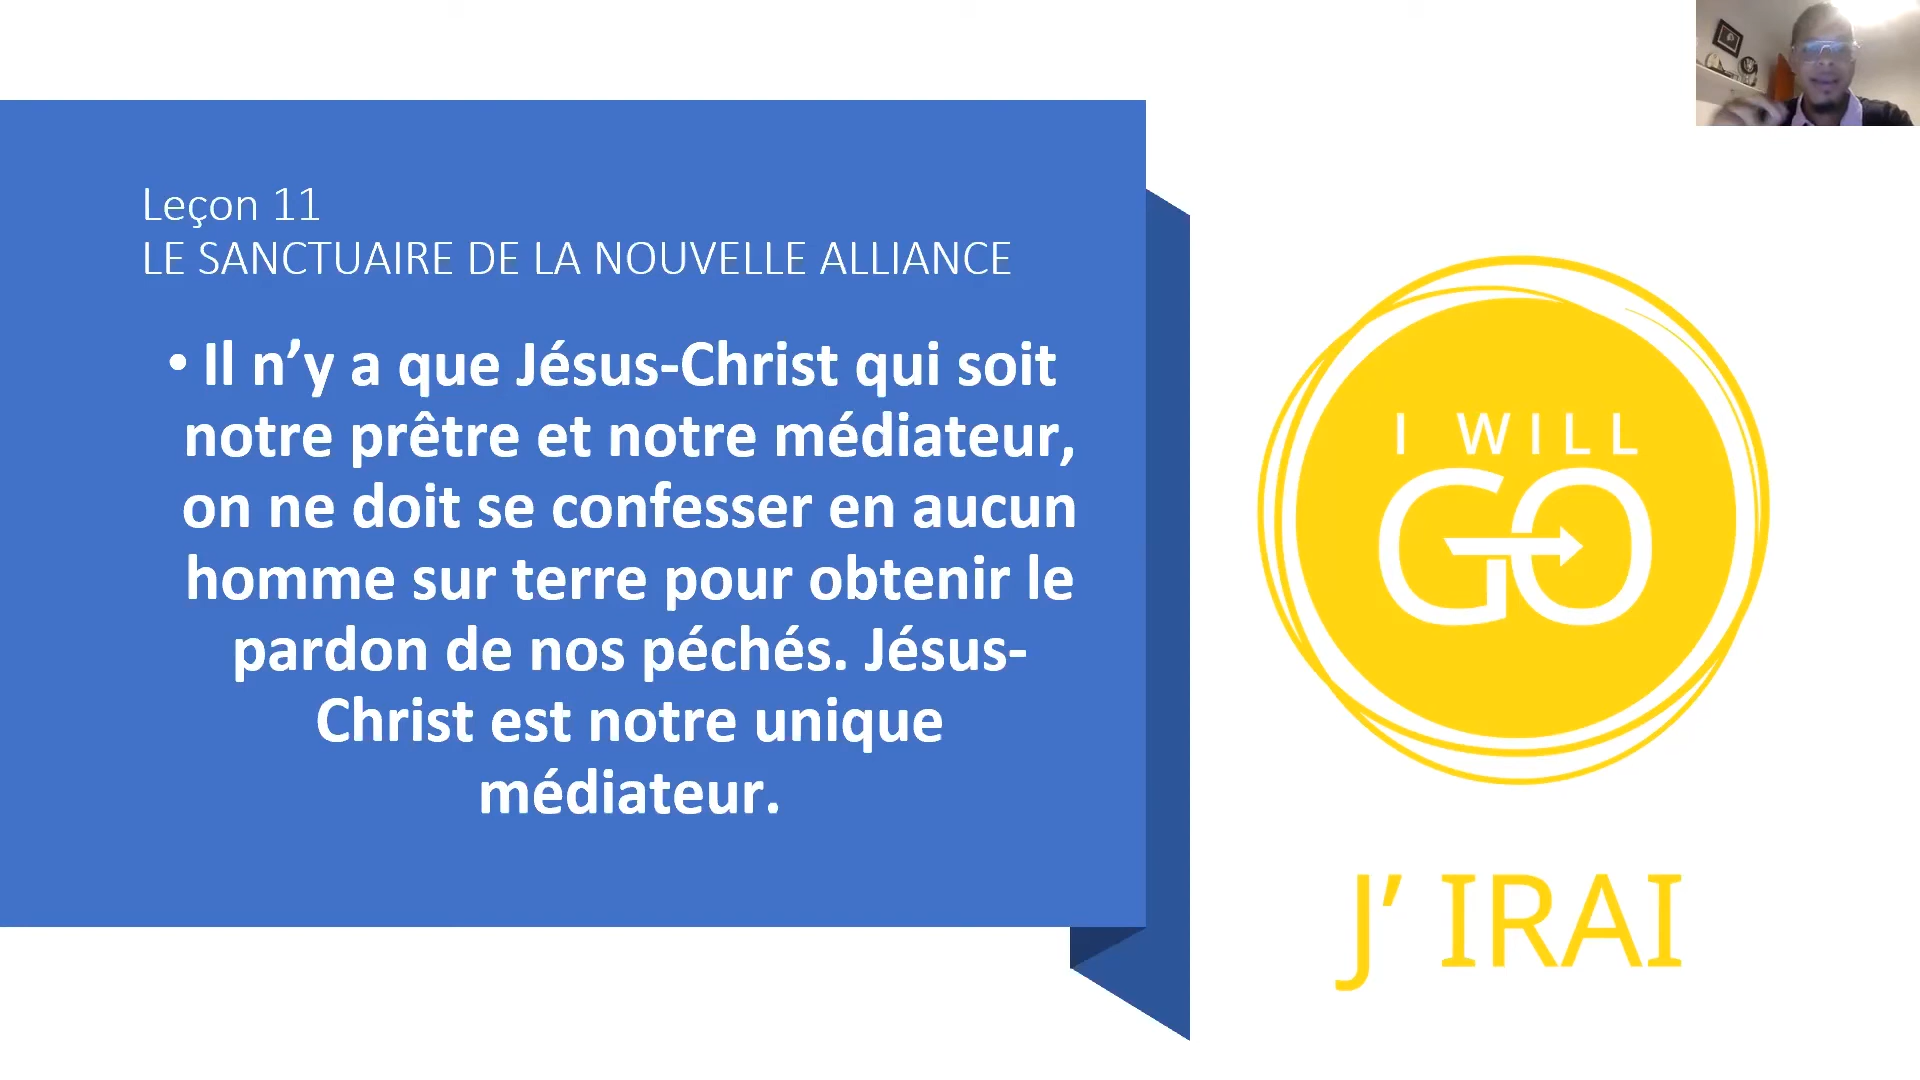 Leçon 11
LE SANCTUAIRE DE LA NOUVELLE ALLIANCE
• Il n’y a que Jésus-Christ qui soit
notre prêtre et notre médiateur,
on ne doit se confesser en aucun
homme sur terre pour obtenir le
pardon de nos péchés. Jésus-
Christ est notre unique
médiateur.
I WILL
GO
J’ IRAI